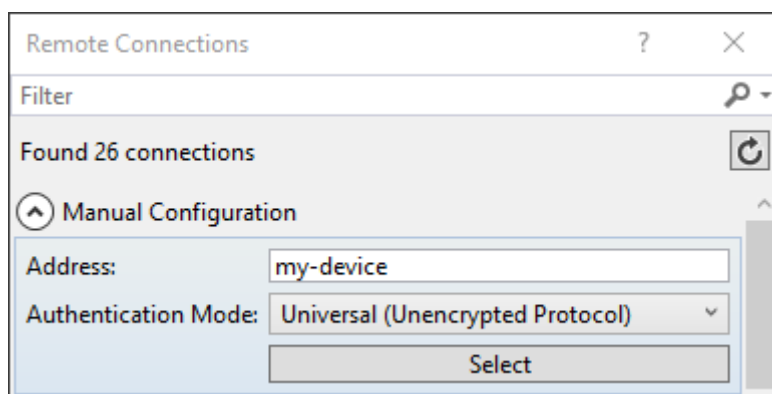 Remote Connections ?
Filter
Found 26 connections
Manual Configuration
Address: my-device
Authentication Mode: Universal (Unencrypted Protocol)
Select